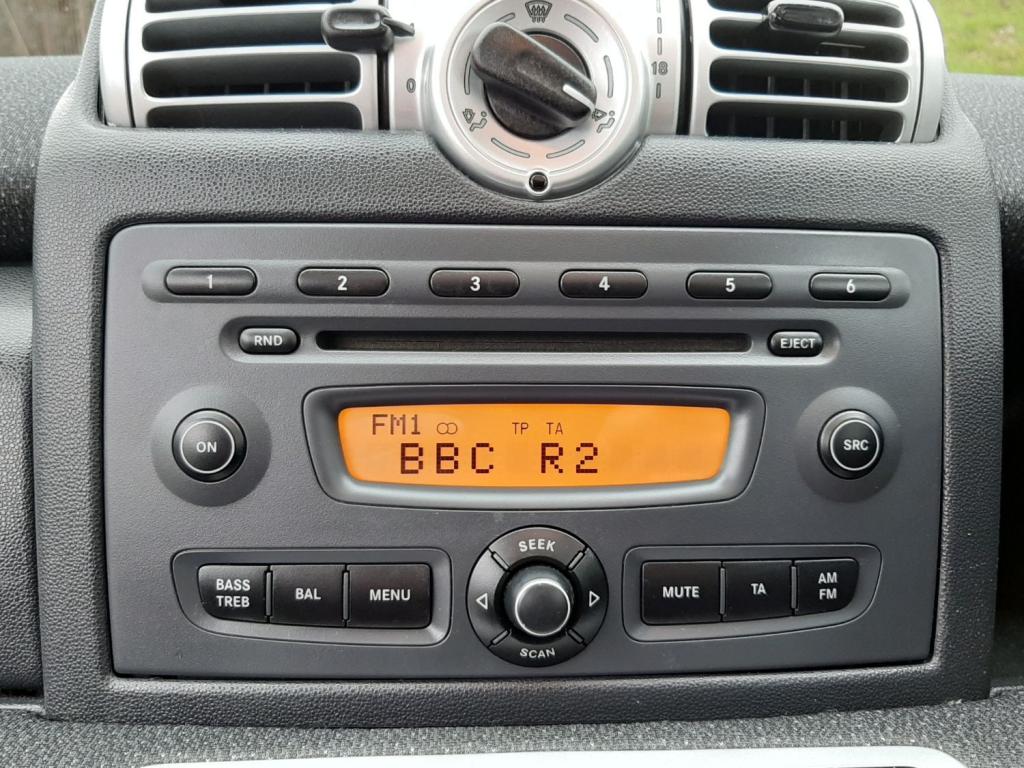 0
18
1 2 3 4 5 6
RND EJECT
ON
FM1 TP TA
BBC R2
SRC
SEEK
BASS
TREB
BAL
MENU
MUTE
TA
AM
FM
SCAN